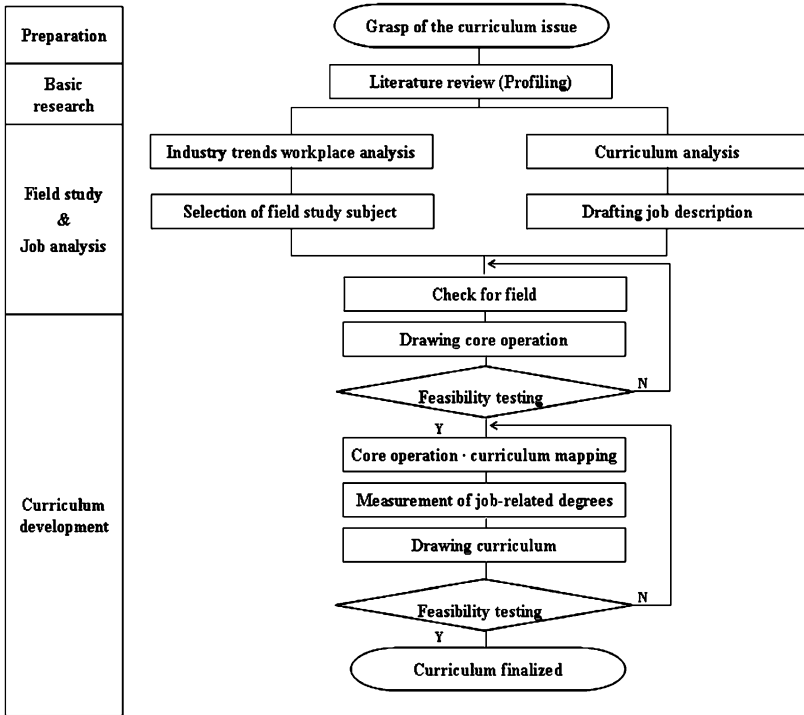 Preparation
Grasp of the curriculum issue
Basic
research
Literature review (Profiling)
Field study
&
Job analysis
Industry trends workplace analysis
Curriculum analysis
Selection of field study subject
Drafting job description
Check for field
Drawing core operation
Feasibility testing
N
Y
Curriculum
development
Core operation · curriculum mapping
Measurement of job-related degrees
Drawing curriculum
Feasibility testing
N
Y
Curriculum finalized